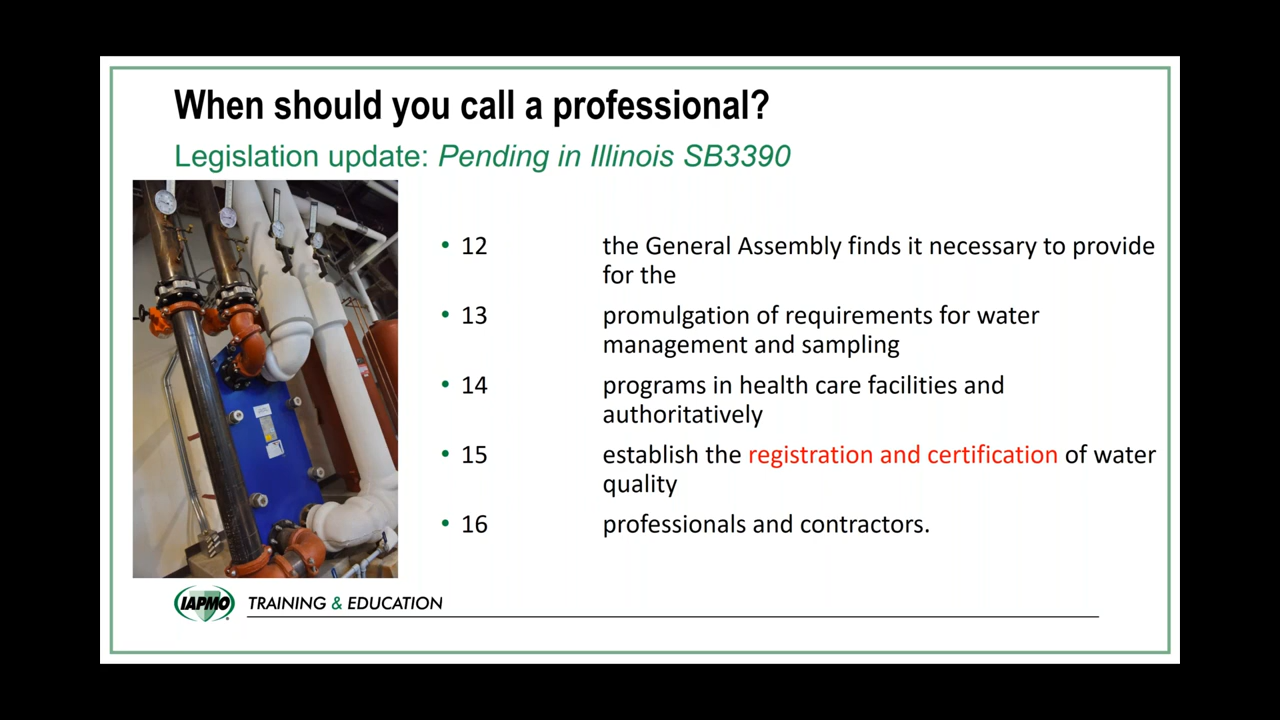 When should you call a professional?
Legislation update: Pending in Illinois SB3390
• 12 the General Assembly finds it necessary to provide
for the
• 13 promulgation of requirements for water
management and sampling
• 14 programs in health care facilities and
authoritatively
• 15 establish the registration and certification of water
quality
• 16 professionals and contractors.
IAPMO TRAINING & EDUCATION